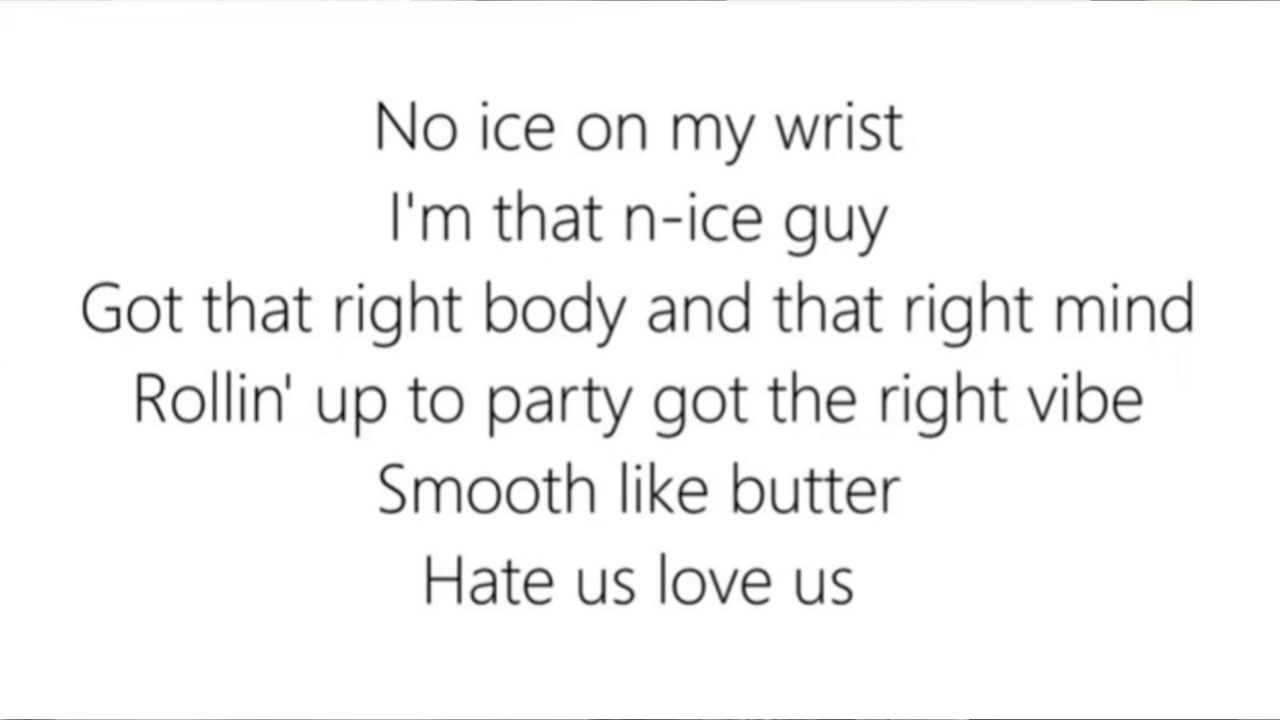 No ice on my wrist
I'm that n-ice guy
Got that right body and that right mind
Rollin' up to party got the right vibe
Smooth like butter
Hate us love us